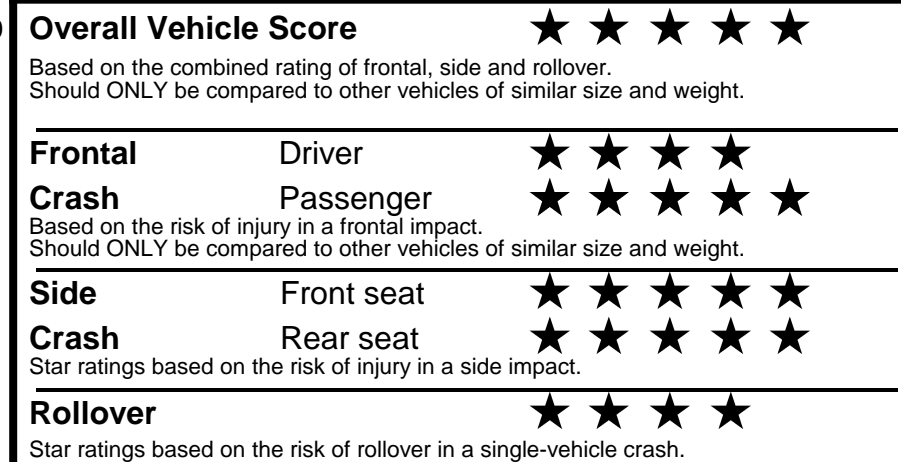 Overall Vehicle Score ★ ★ ★ ★ ★
Based on the combined rating of frontal, side and rollover.
Should ONLY be compared to other vehicles of similar size and weight.
Frontal Driver ★ ★ ★ ★
Crash Passenger ★ ★ ★ ★ ★
Based on the risk of injury in a frontal impact.
Should ONLY be compared to other vehicles of similar size and weight.
Side Front seat ★ ★ ★ ★ ★
Crash Rear seat ★ ★ ★ ★ ★
Star ratings based on the risk of injury in a side impact.
Rollover ★ ★ ★ ★
Star ratings based on the risk of rollover in a single-vehicle crash.